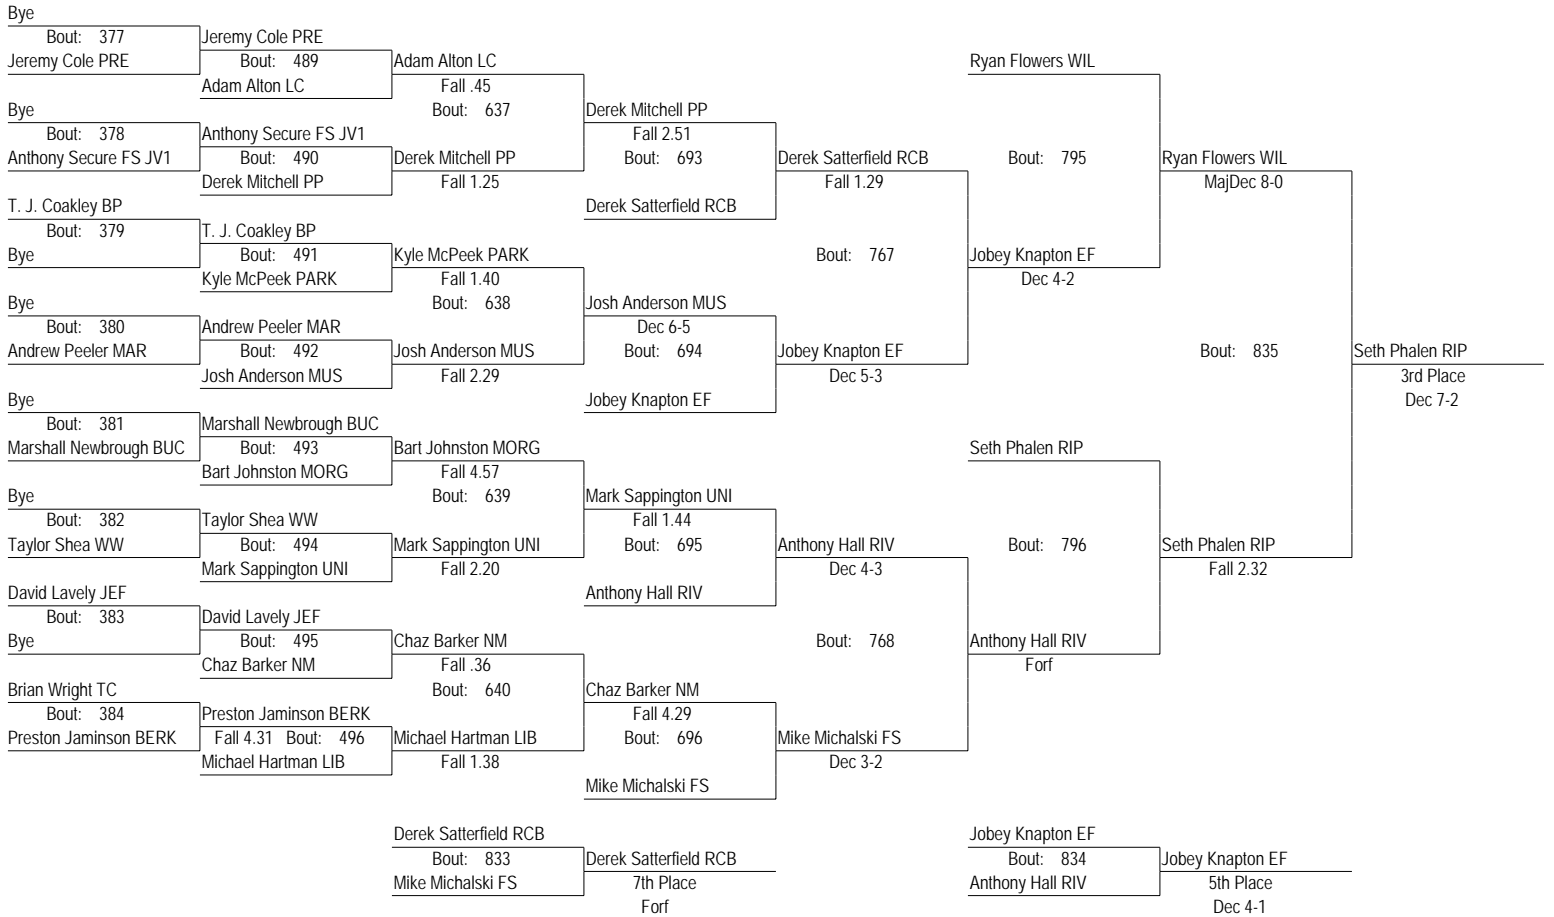 Bye
Bout: 377
Jeremy Cole PRE
Jeremy Cole PRE
Bout: 489
Adam Alton LC
Adam Alton LC
Fall .45
Bout: 637
Bye
Bout: 378
Anthony Secure FS JV1
Anthony Secure FS JV1
Bout: 490
Derek Mitchell PP
Derek Mitchell PP
Fall 1.25
Derek Mitchell PP
Fall 2.51
Bout: 693
Derek Satterfield RCB
Derek Satterfield RCB
Fall 1.29
T. J. Coakley BP
Bout: 379
Bye
T. J. Coakley BP
Bout: 491
Kyle McPeek PARK
Kyle McPeek PARK
Fall 1.40
Bout: 638
Bye
Bout: 380
Andrew Peeler MAR
Andrew Peeler MAR
Bout: 492
Josh Anderson MUS
Josh Anderson MUS
Fall 2.29
Josh Anderson MUS
Dec 6-5
Bout: 694
Jobey Knapton EF
Jobey Knapton EF
Dec 5-3
Bout: 767
Jobey Knapton EF
Dec 4-2
Ryan Flowers WIL
Bout: 795
Ryan Flowers WIL
MajDec 8-0
Bye
Bout: 381
Marshall Newbrough BUC
Marshall Newbrough BUC
Bout: 493
Bart Johnston MORG
Bart Johnston MORG
Fall 4.57
Bout: 639
Bye
Bout: 382
Taylor Shea WW
Taylor Shea WW
Bout: 494
Mark Sappington UNI
Mark Sappington UNI
Fall 2.20
Mark Sappington UNI
Fall 1.44
Bout: 695
Anthony Hall RIV
Anthony Hall RIV
Dec 4-3
David Lavely JEF
Bout: 383
Bye
David Lavely JEF
Bout: 495
Chaz Barker NM
Chaz Barker NM
Fall .36
Bout: 640
Brian Wright TC
Bout: 384
Preston Jaminson BERK
Preston Jaminson BERK
Fall 4.31 Bout: 496
Michael Hartman LIB
Michael Hartman LIB
Fall 1.38
Chaz Barker NM
Fall 4.29
Bout: 696
Mike Michalski FS
Mike Michalski FS
Dec 3-2
Bout: 768
Anthony Hall RIV
Forf
Seth Phalen RIP
Bout: 796
Seth Phalen RIP
Fall 2.32
Bout: 835
Seth Phalen RIP
3rd Place
Dec 7-2
Derek Satterfield RCB
Bout: 833
Mike Michalski FS
Derek Satterfield RCB
7th Place
Forf
Jobey Knapton EF
Bout: 834
Anthony Hall RIV
Jobey Knapton EF
5th Place
Dec 4-1